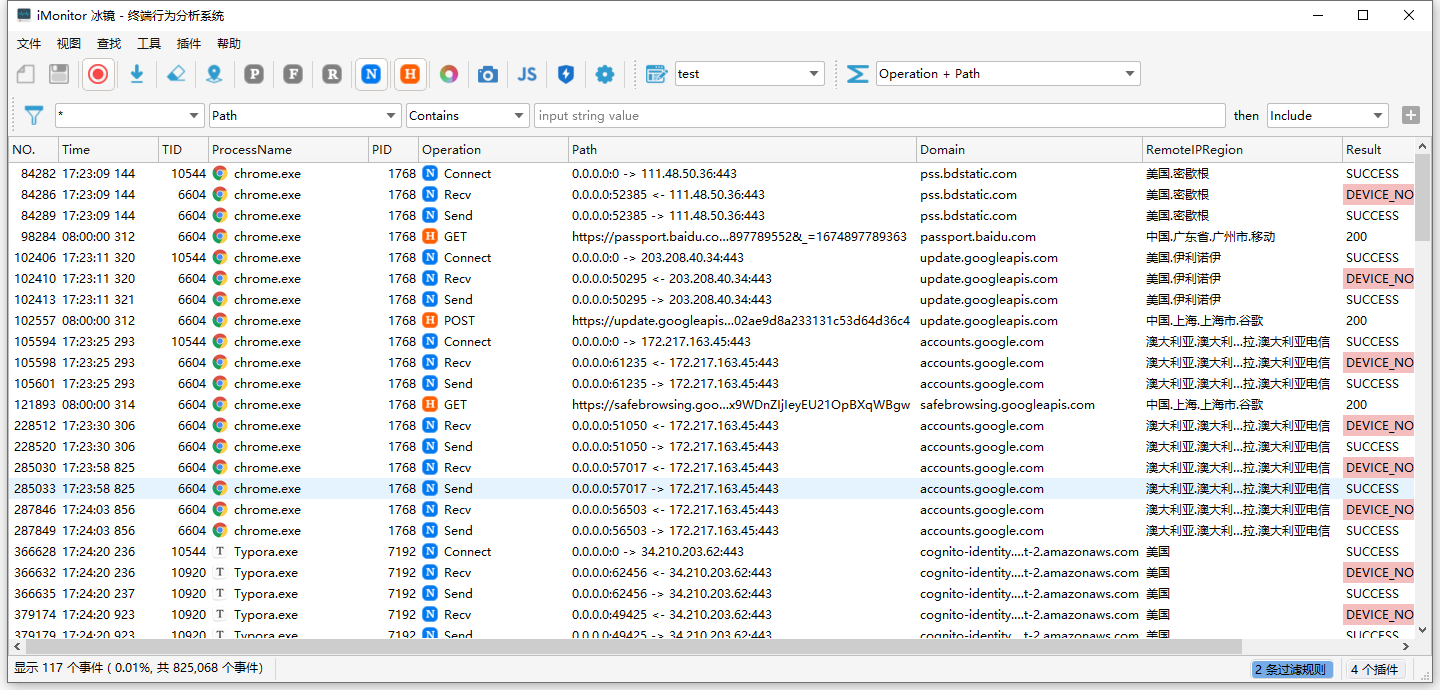 iMonitor 冰镜 - 终端行为分析系统
文件 视图 查找 工具 插件 帮助
P F R N H JS test Operation + Path
* Path Contains input string value then Include
NO. Time TID ProcessName PID Operation Path Domain RemoteIPRegion Result
84282 17:23:09 144 10544 chrome.exe 1768 N Connect 0.0.0.0:0 -> 111.48.50.36:443 pss.bdstatic.com 美国.密歇根 SUCCESS
84286 17:23:09 144 6604 chrome.exe 1768 N Recv 0.0.0.0:52385 <- 111.48.50.36:443 pss.bdstatic.com 美国.密歇根 DEVICE_NO
84289 17:23:09 144 6604 chrome.exe 1768 N Send 0.0.0.0:52385 -> 111.48.50.36:443 pss.bdstatic.com 美国.密歇根 SUCCESS
98284 08:00:00 312 6604 chrome.exe 1768 H GET https://passport.baidu.co...897789552&_=1674897789363 passport.baidu.com 中国.广东省.广州市.移动 200
102406 17:23:11 320 10544 chrome.exe 1768 N Connect 0.0.0.0:0 -> 203.208.40.34:443 update.googleapis.com 美国.伊利诺伊 SUCCESS
102410 17:23:11 320 6604 chrome.exe 1768 N Recv 0.0.0.0:50295 <- 203.208.40.34:443 update.googleapis.com 美国.伊利诺伊 DEVICE_NO
102413 17:23:11 321 6604 chrome.exe 1768 N Send 0.0.0.0:50295 -> 203.208.40.34:443 update.googleapis.com 美国.伊利诺伊 SUCCESS
102557 08:00:00 312 6604 chrome.exe 1768 H POST https://update.googleapis...02ae9d8a233131c53d64d36c4 update.googleapis.com 中国.上海.上海市.谷歌 200
105594 17:23:25 293 10544 chrome.exe 1768 N Connect 0.0.0.0:0 -> 172.217.163.45:443 accounts.google.com 澳大利亚.澳大利...拉.澳大利亚电信 SUCCESS
105598 17:23:25 293 6604 chrome.exe 1768 N Recv 0.0.0.0:61235 <- 172.217.163.45:443 accounts.google.com 澳大利亚.澳大利...拉.澳大利亚电信 DEVICE_NO
105601 17:23:25 293 6604 chrome.exe 1768 N Send 0.0.0.0:61235 -> 172.217.163.45:443 accounts.google.com 澳大利亚.澳大利...拉.澳大利亚电信 SUCCESS
121893 08:00:00 314 6604 chrome.exe 1768 H GET https://safebrowsing.goo...x9WDnZIjIeyEU21OpBXqWBgw safebrowsing.googleapis.com 中国.上海.上海市.谷歌 200
228512 17:23:30 306 6604 chrome.exe 1768 N Recv 0.0.0.0:51050 <- 172.217.163.45:443 accounts.google.com 澳大利亚.澳大利...拉.澳大利亚电信 DEVICE_NO
228520 17:23:30 306 6604 chrome.exe 1768 N Send 0.0.0.0:51050 -> 172.217.163.45:443 accounts.google.com 澳大利亚.澳大利...拉.澳大利亚电信 SUCCESS
285030 17:23:58 825 6604 chrome.exe 1768 N Recv 0.0.0.0:57017 <- 172.217.163.45:443 accounts.google.com 澳大利亚.澳大利...拉.澳大利亚电信 DEVICE_NO
285033 17:23:58 825 6604 chrome.exe 1768 N Send 0.0.0.0:57017 -> 172.217.163.45:443 accounts.google.com 澳大利亚.澳大利...拉.澳大利亚电信 SUCCESS
287846 17:24:03 856 6604 chrome.exe 1768 N Recv 0.0.0.0:56503 <- 172.217.163.45:443 accounts.google.com 澳大利亚.澳大利...拉.澳大利亚电信 DEVICE_NO
287849 17:24:03 856 6604 chrome.exe 1768 N Send 0.0.0.0:56503 -> 172.217.163.45:443 accounts.google.com 澳大利亚.澳大利...拉.澳大利亚电信 SUCCESS
366628 17:24:20 236 10544 T Typora.exe 7192 N Connect 0.0.0.0:0 -> 34.210.203.62:443 cognito-identity....t-2.amazonaws.com 美国 SUCCESS
366632 17:24:20 236 10920 T Typora.exe 7192 N Recv 0.0.0.0:62456 <- 34.210.203.62:443 cognito-identity....t-2.amazonaws.com 美国 DEVICE_NO
366635 17:24:20 237 10920 T Typora.exe 7192 N Send 0.0.0.0:62456 -> 34.210.203.62:443 cognito-identity....t-2.amazonaws.com 美国 SUCCESS
379174 17:24:20 923 10920 T Typora.exe 7192 N Recv 0.0.0.0:49425 <- 34.210.203.62:443 cognito-identity....t-2.amazonaws.com 美国 DEVICE_NO
379179 17:24:20 923 10920 T Typora.exe 7192 N Send 0.0.0.0:49425 -> 34.210.203.62:443 cognito-identity....t-2.amazonaws.com 美国 SUCCESS
显示 117 个事件 ( 0.01%, 共 825,068 个事件) 2 条过滤规则 4 个插件